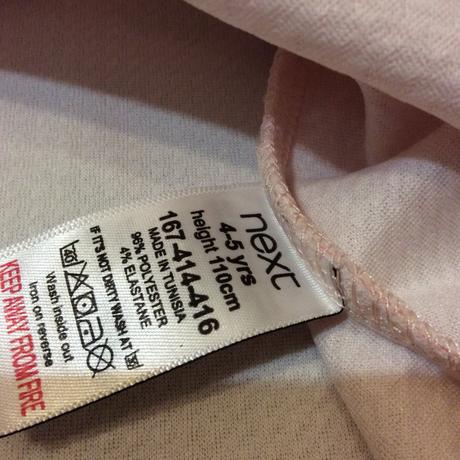 next
4-5 yrs
height 110cm
167-414-416
MADE IN TUNISIA
96% POLYESTER
4% ELASTANE
IF IT'S NOT DIRTY WASH AT
Wash inside out
Iron on reverse
KEEP AWAY FROM FIRE